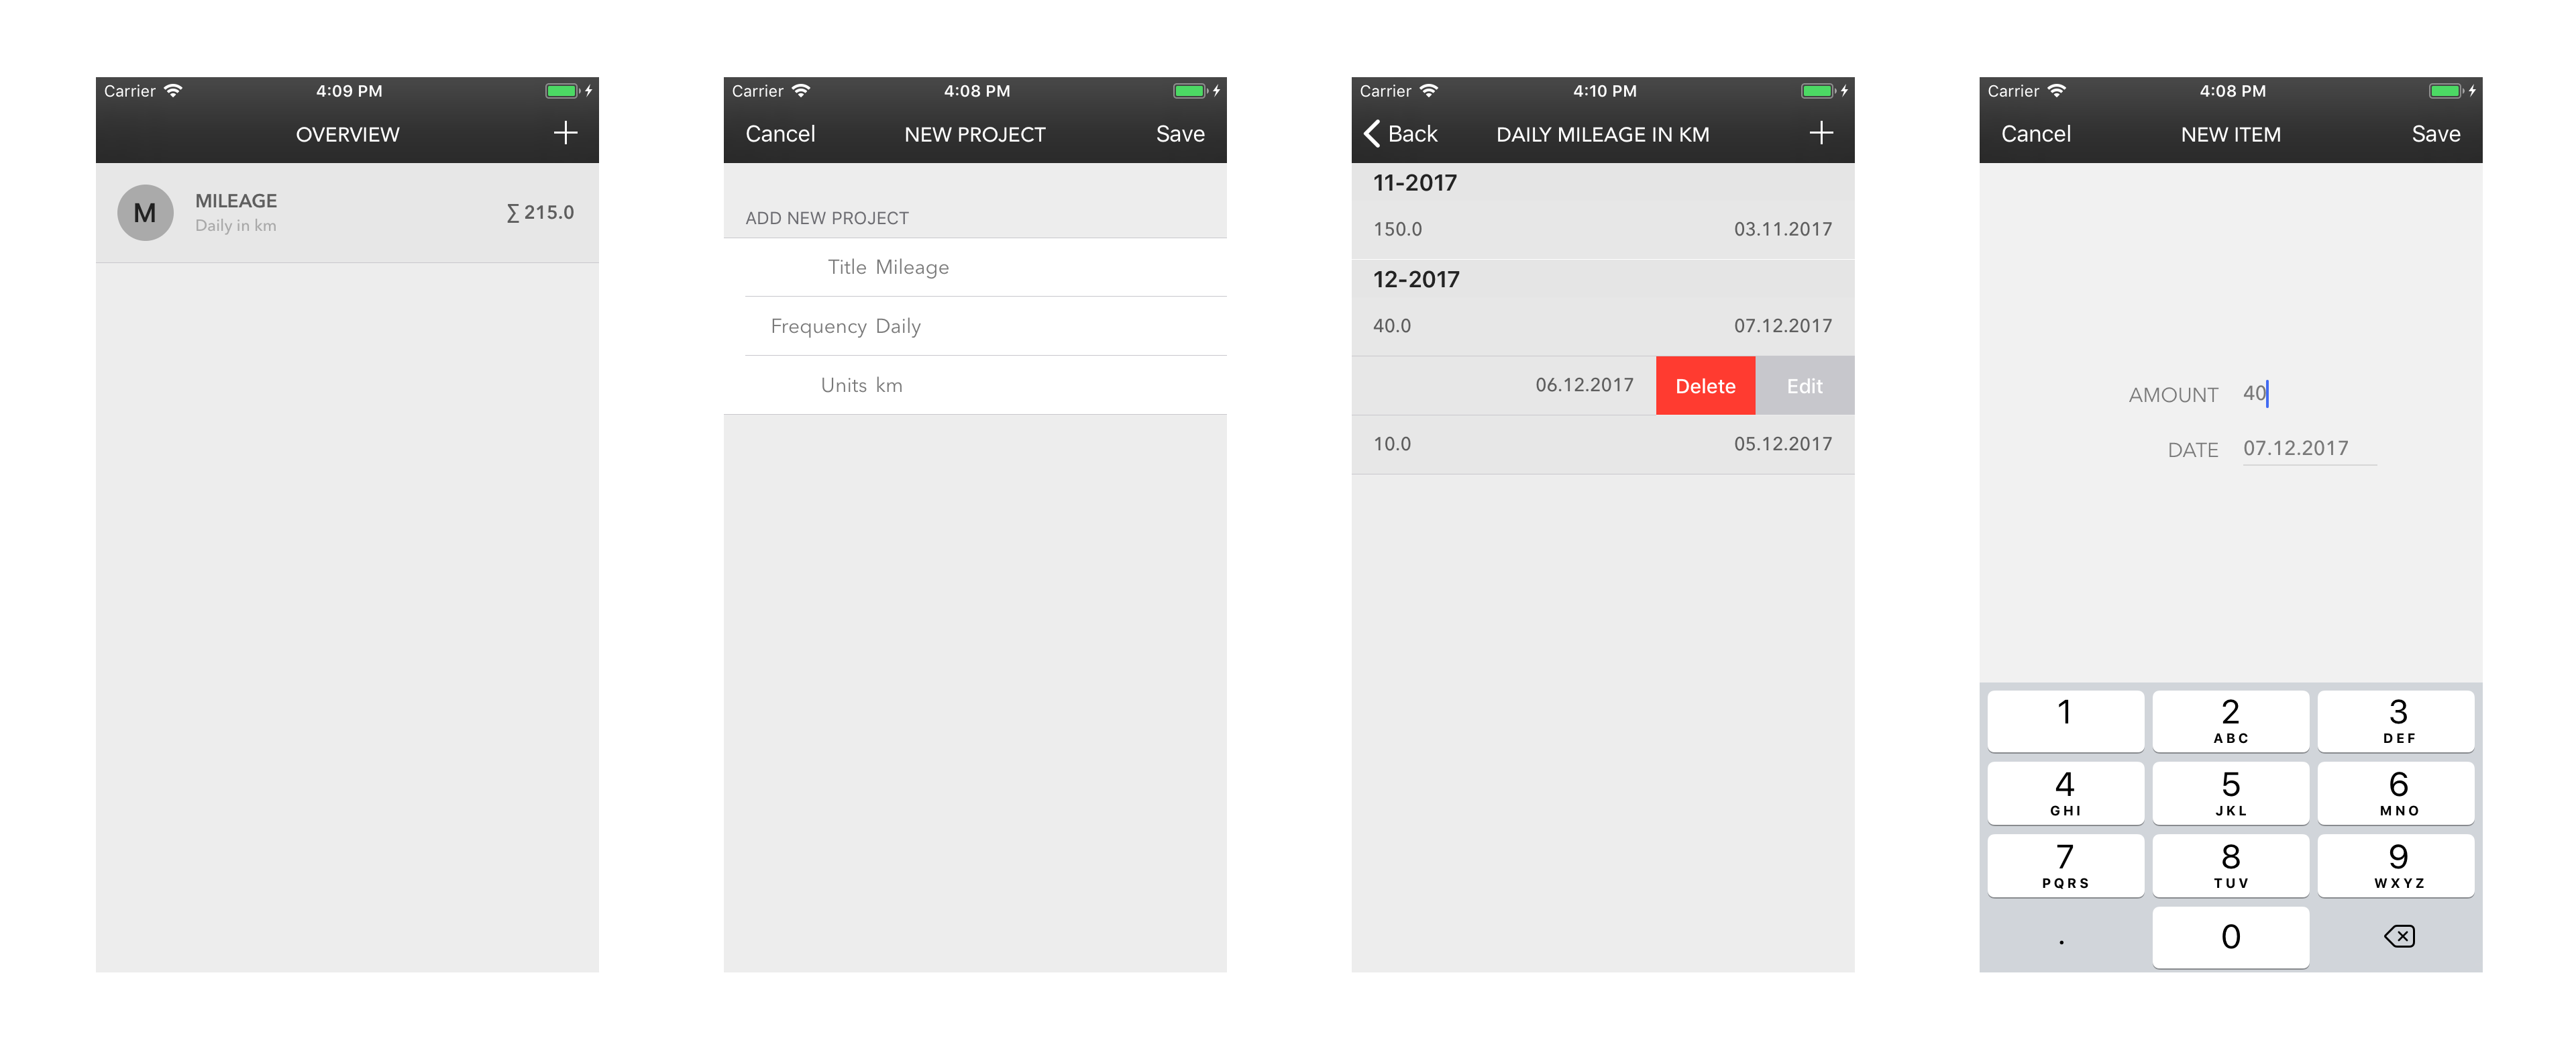 Carrier 4:09 PM
OVERVIEW +
M MILEAGE ∑ 215.0
Daily in km
Carrier 4:08 PM
Cancel NEW PROJECT Save
ADD NEW PROJECT
Title Mileage
Frequency Daily
Units km
Carrier 4:10 PM
Back DAILY MILEAGE IN KM +
11-2017
150.0 03.11.2017
12-2017
40.0 07.12.2017
06.12.2017 Delete Edit
10.0 05.12.2017
Carrier 4:08 PM
Cancel NEW ITEM Save
AMOUNT 40
DATE 07.12.2017
1 2 3
ABC DEF
4 5 6
GHI JKL MNO
7 8 9
PQRS TUV WXYZ
. 0